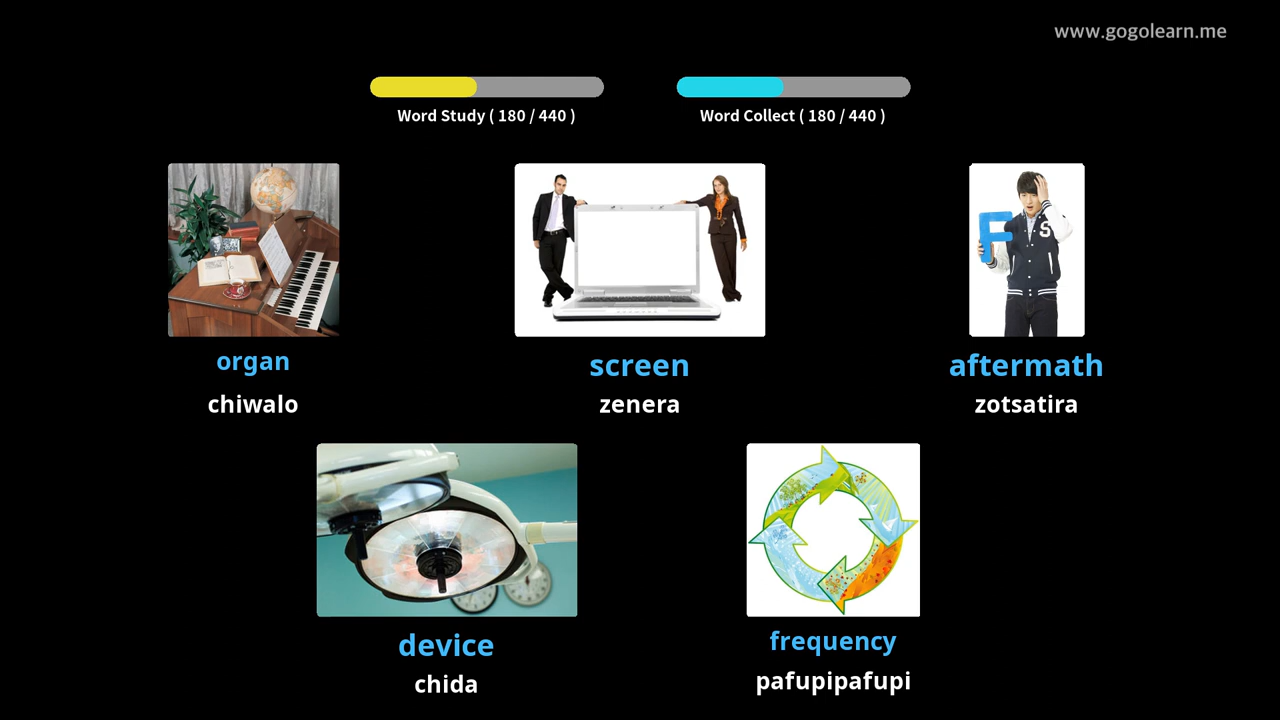 www.gogolearn.me
Word Study ( 180 / 440 )
Word Collect ( 180 / 440 )
F
S
organ
chiwalo
screen
zenera
aftermath
zotsatira
device
chida
frequency
pafupipafupi